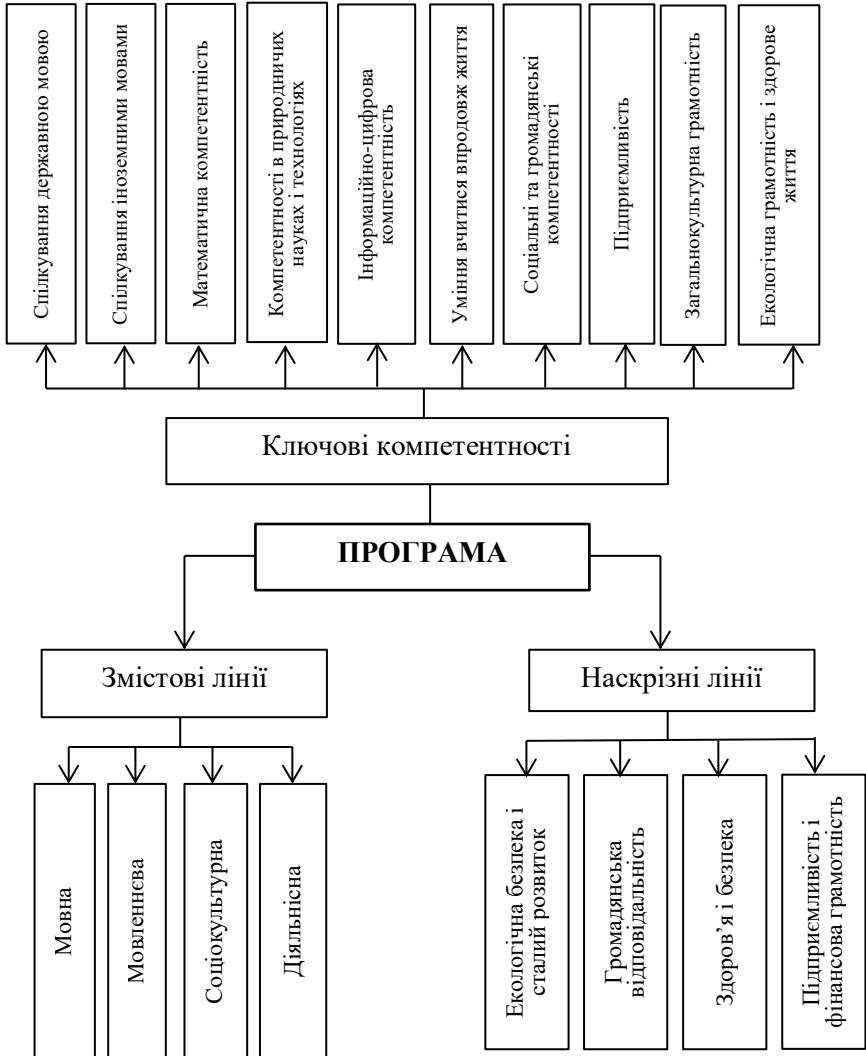 Спілкування державною мовою
Спілкування іноземними мовами
Математична компетентність
Компетентності в природничих
науках і технологіях
Інформаційно-цифрова
компетентність
Уміння вчитися впродовж життя
Соціальні та громадянські
компетентності
Підприємливість
Загальнокультурна грамотність
Екологічна грамотність і здорове
життя
Ключові компетентності
ПРОГРАМА
Змістові лінії
Наскрізні лінії
Мовна
Мовленнєва
Соціокультурна
Діяльнісна
Екологічна безпека і
сталий розвиток
Громадянська
відповідальність
Здоров’я і безпека
Підприємливість і
фінансова грамотність